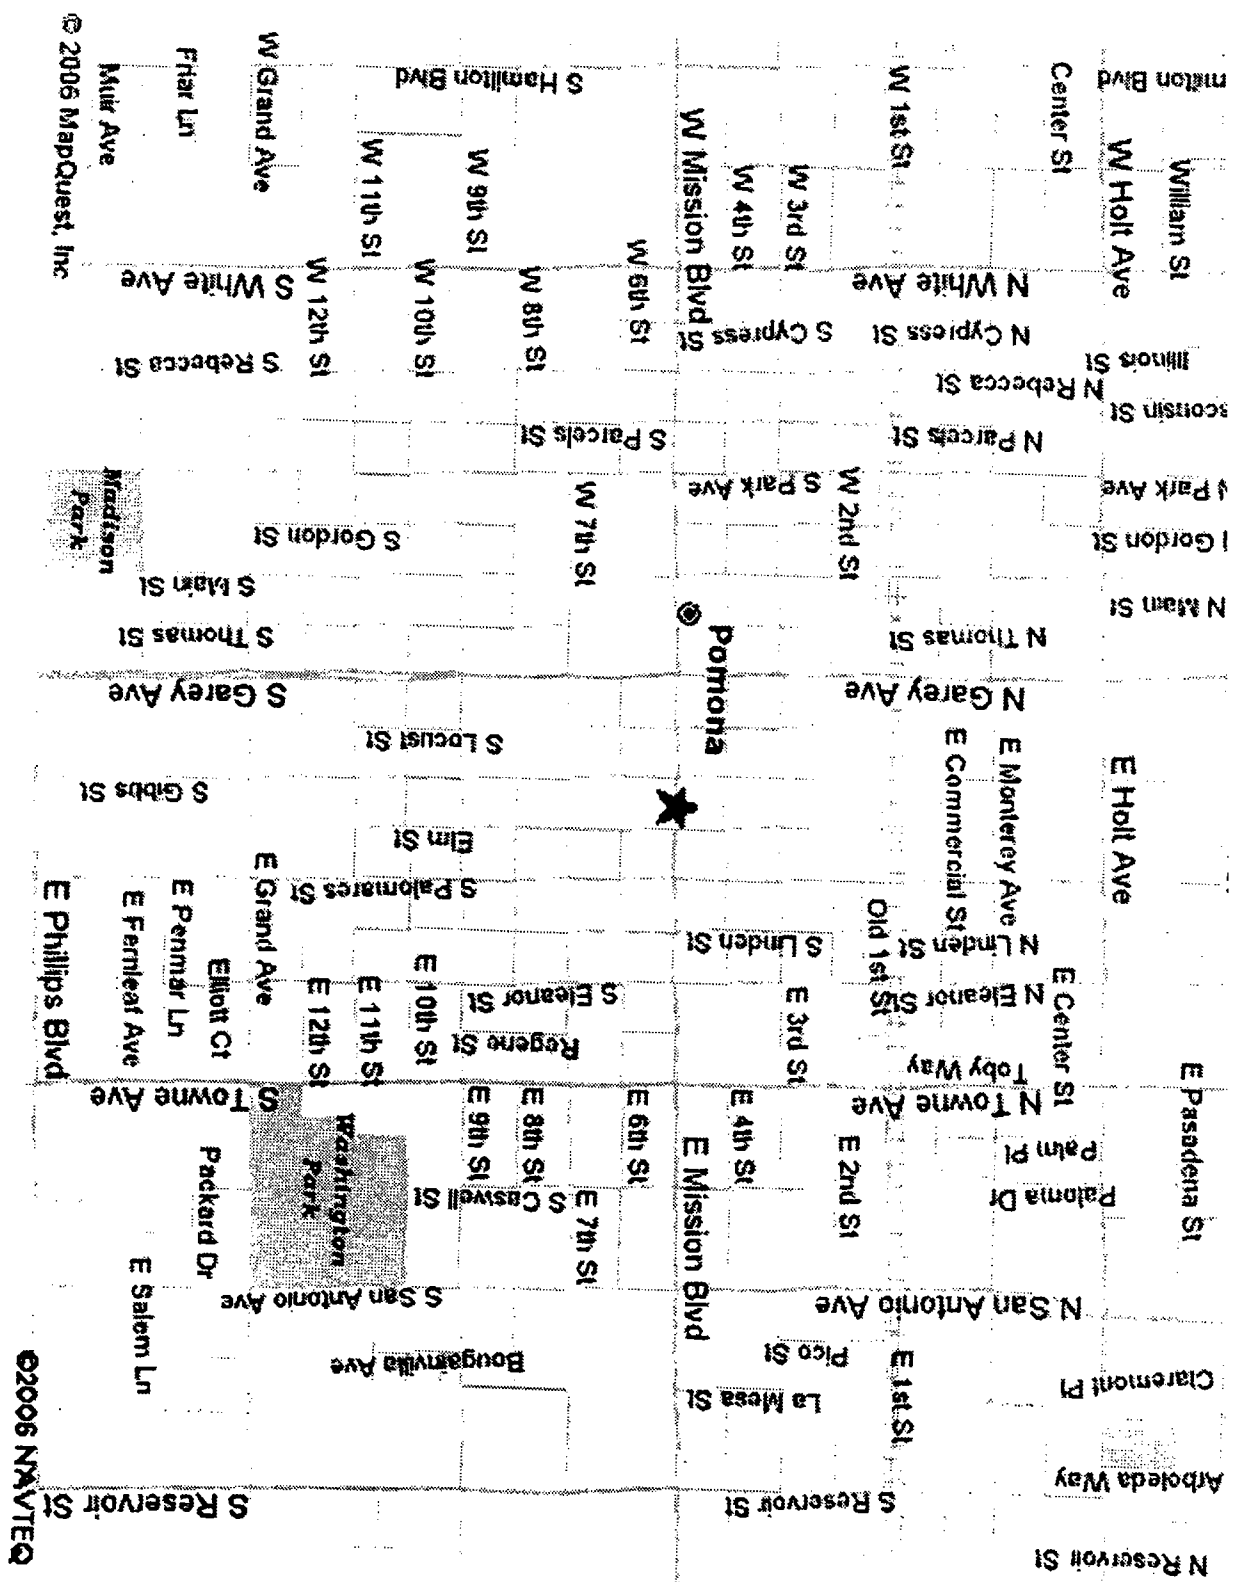 © 2006 MapQuest, Inc
Muir Ave
Friar Ln
W Grand Ave
S Hamilton Blvd
W 1st St
Center St
milton Blvd
W 11th St
W 9th St
W Mission Blvd
W 4th St
W 3rd St
W Holt Ave
William St
S White Ave
W 12th St
W 10th St
W 8th St
W 6th St
N White Ave
S Cypress St
N Cypress St
S Rebecca St
Illinois St
N Rebecca St
sconsin St
S Parcels St
N Parcels St
Madison
Park
W 7th St
S Park Ave
W 2nd St
Park Ave
S Gordon St
Gordon St
S Main St
N Main St
S Thomas St
Pomona
N Thomas St
S Garey Ave
N Garey Ave
S Locust St
E Commercial St
E Monterey Ave
E Holt Ave
S Gibbs St
Elm St
E Phillips Blvd
E Fernleaf Ave
E Penmar Ln
Elliott Ct
E Grand Ave
S Palomares St
S Linden St
Old 1st St
N Linden St
E 12th St
E 11th St
E 10th St
S Eleanor St
E 3rd St
N Eleanor St
E Center St
Regene St
Toby Way
S Towne Ave
N Towne Ave
E Pasadena St
Packard Dr
Washington
Park
E 9th St
E 8th St
E 6th St
E Mission Blvd
E 4th St
E 2nd St
Palm Pl
S Caswell St
E 7th St
Paloma Dr
E Salem Ln
S San Antonio Ave
N San Antonio Ave
Bouganvilla Ave
Pico St
E 1st St
La Mesa St
Claremont Pl
Arboleda Way
©2006 NAVTEQ
S Reservoir St
S Reservoir St
N Reservoir St